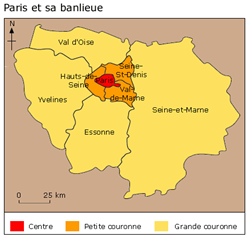 Paris et sa banlieue
N
Val d'Oise
Seine-
St-Denis
Hauts-de-
Seine
Paris
Val-
de-Marne
Yvelines
Seine-et-Marne
Essonne
0 25 km
Centre
Petite couronne
Grande couronne